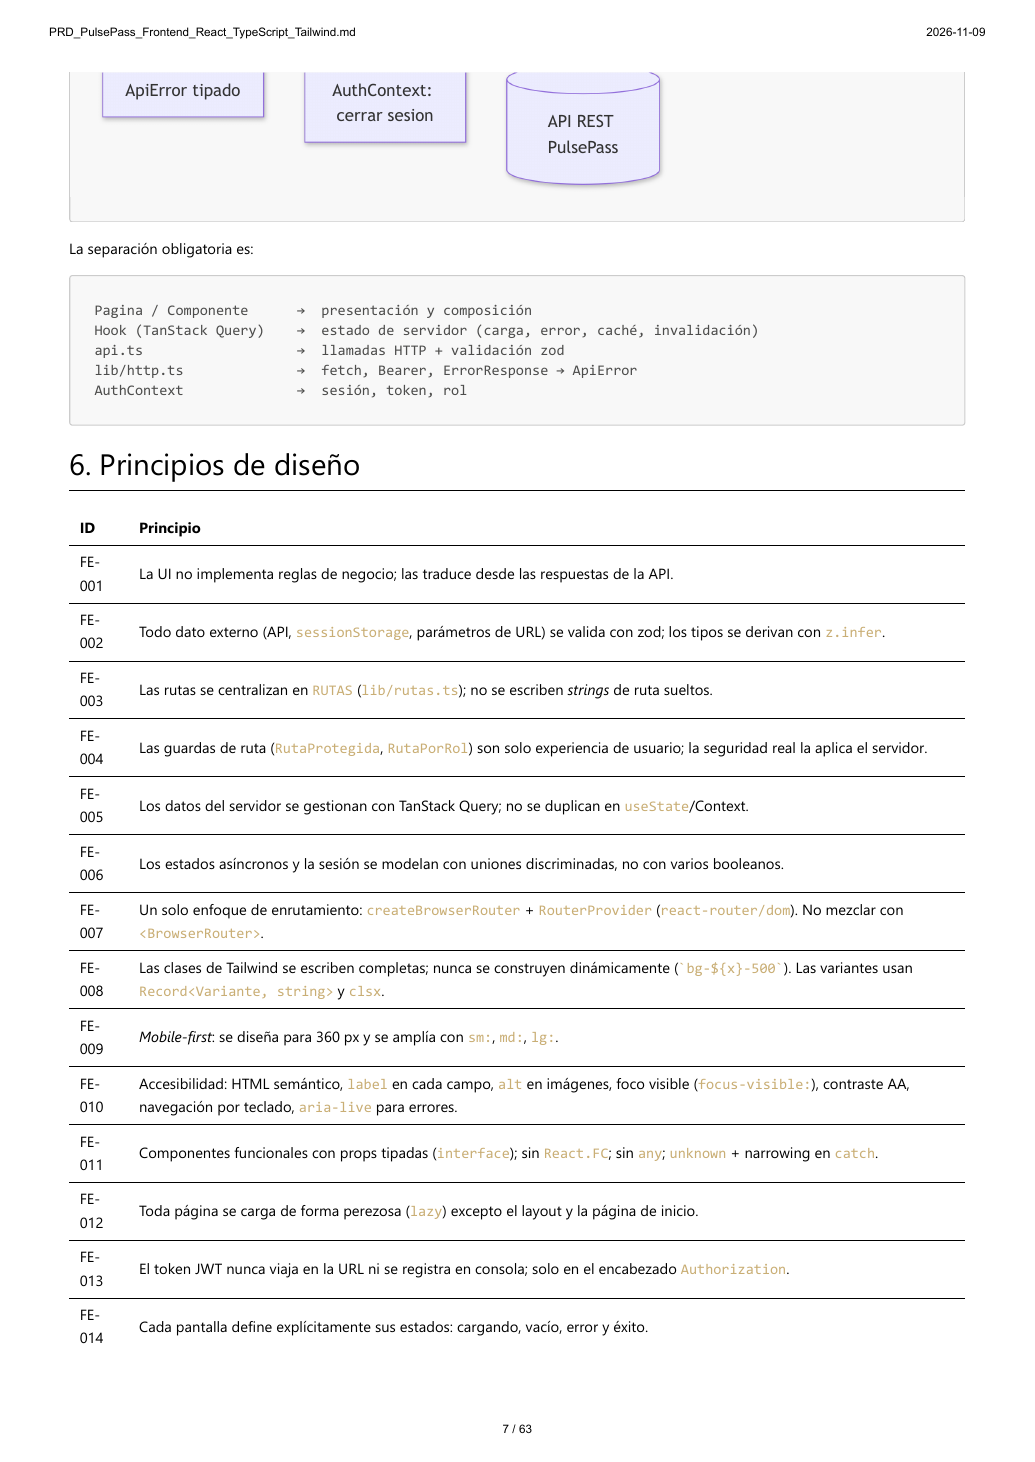 PRD_PulsePass_Frontend_React_TypeScript_Tailwind.md 2026-11-09
ApiError tipado
AuthContext:
cerrar sesion
API REST
PulsePass
La separación obligatoria es:
Pagina / Componente → presentación y composición
Hook (TanStack Query) → estado de servidor (carga, error, caché, invalidación)
api.ts → llamadas HTTP + validación zod
lib/http.ts → fetch, Bearer, ErrorResponse → ApiError
AuthContext → sesión, token, rol
6. Principios de diseño
ID Principio
FE-
001
La UI no implementa reglas de negocio; las traduce desde las respuestas de la API.
FE-
002
Todo dato externo (API, sessionStorage, parámetros de URL) se valida con zod; los tipos se derivan con z.infer.
FE-
003
Las rutas se centralizan en RUTAS (lib/rutas.ts); no se escriben strings de ruta sueltos.
FE-
004
Las guardas de ruta (RutaProtegida, RutaPorRol) son solo experiencia de usuario; la seguridad real la aplica el servidor.
FE-
005
Los datos del servidor se gestionan con TanStack Query; no se duplican en useState/Context.
FE-
006
Los estados asíncronos y la sesión se modelan con uniones discriminadas, no con varios booleanos.
FE-
007
Un solo enfoque de enrutamiento: createBrowserRouter + RouterProvider (react-router/dom). No mezclar con
<BrowserRouter>.
FE-
008
Las clases de Tailwind se escriben completas; nunca se construyen dinámicamente (`bg-${x}-500`). Las variantes usan
Record<Variante, string> y clsx.
FE-
009
Mobile-first: se diseña para 360 px y se amplía con sm:, md:, lg:.
FE-
010
Accesibilidad: HTML semántico, label en cada campo, alt en imágenes, foco visible (focus-visible:), contraste AA,
navegación por teclado, aria-live para errores.
FE-
011
Componentes funcionales con props tipadas (interface); sin React.FC; sin any; unknown + narrowing en catch.
FE-
012
Toda página se carga de forma perezosa (lazy) excepto el layout y la página de inicio.
FE-
013
El token JWT nunca viaja en la URL ni se registra en consola; solo en el encabezado Authorization.
FE-
014
Cada pantalla define explícitamente sus estados: cargando, vacío, error y éxito.
7 / 63